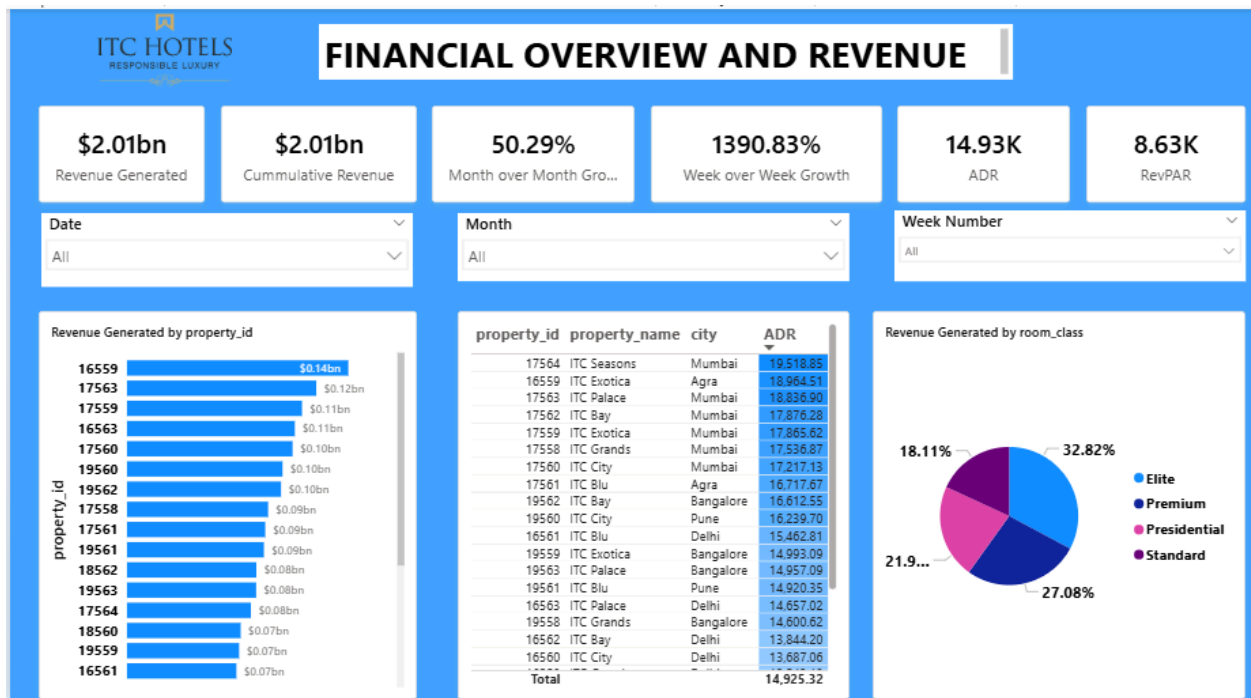 ITC HOTELS
RESPONSIBLE LUXURY
FINANCIAL OVERVIEW AND REVENUE
$2.01bn
Revenue Generated
$2.01bn
Cummulative Revenue
50.29%
Month over Month Gro...
1390.83%
Week over Week Growth
14.93K
ADR
8.63K
RevPAR
Date
All
Month
All
Week Number
All
Revenue Generated by property_id
property_id
16559 $0.14bn
17563 $0.12bn
17559 $0.11bn
16563 $0.11bn
17560 $0.10bn
19560 $0.10bn
19562 $0.10bn
17558 $0.09bn
17561 $0.09bn
19561 $0.09bn
18562 $0.08bn
19563 $0.08bn
17564 $0.08bn
18560 $0.07bn
19559 $0.07bn
16561 $0.07bn
property_id property_name city ADR
17564 ITC Seasons Mumbai 19,518.85
16559 ITC Exotica Agra 18,964.51
17563 ITC Palace Mumbai 18,836.90
17562 ITC Bay Mumbai 17,876.28
17559 ITC Exotica Mumbai 17,865.62
17558 ITC Grands Mumbai 17,536.87
17560 ITC City Mumbai 17,217.13
17561 ITC Blu Agra 16,717.67
19562 ITC Bay Bangalore 16,612.55
19560 ITC City Pune 16,239.70
16561 ITC Blu Delhi 15,462.81
19559 ITC Exotica Bangalore 14,993.09
19563 ITC Palace Bangalore 14,957.09
19561 ITC Blu Pune 14,920.35
16563 ITC Palace Delhi 14,657.02
19558 ITC Grands Bangalore 14,600.62
16562 ITC Bay Delhi 13,844.20
16560 ITC City Delhi 13,687.06
Total 14,925.32
Revenue Generated by room_class
18.11%
32.82%
21.9...
27.08%
Elite
Premium
Presidential
Standard